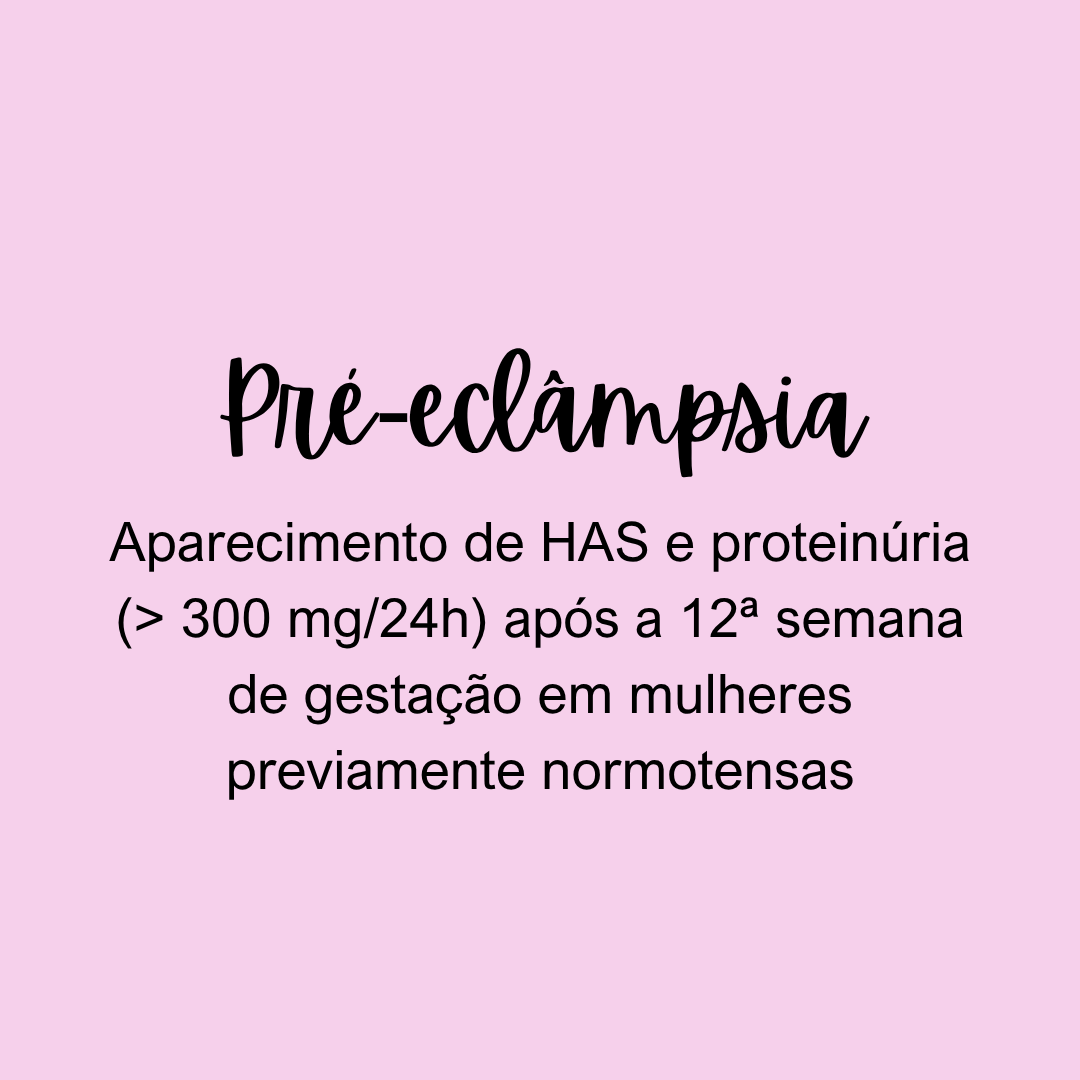 Pré-eclâmpsia
Aparecimento de HAS e proteinúria
(> 300 mg/24h) após a 12ª semana
de gestação em mulheres
previamente normotensas